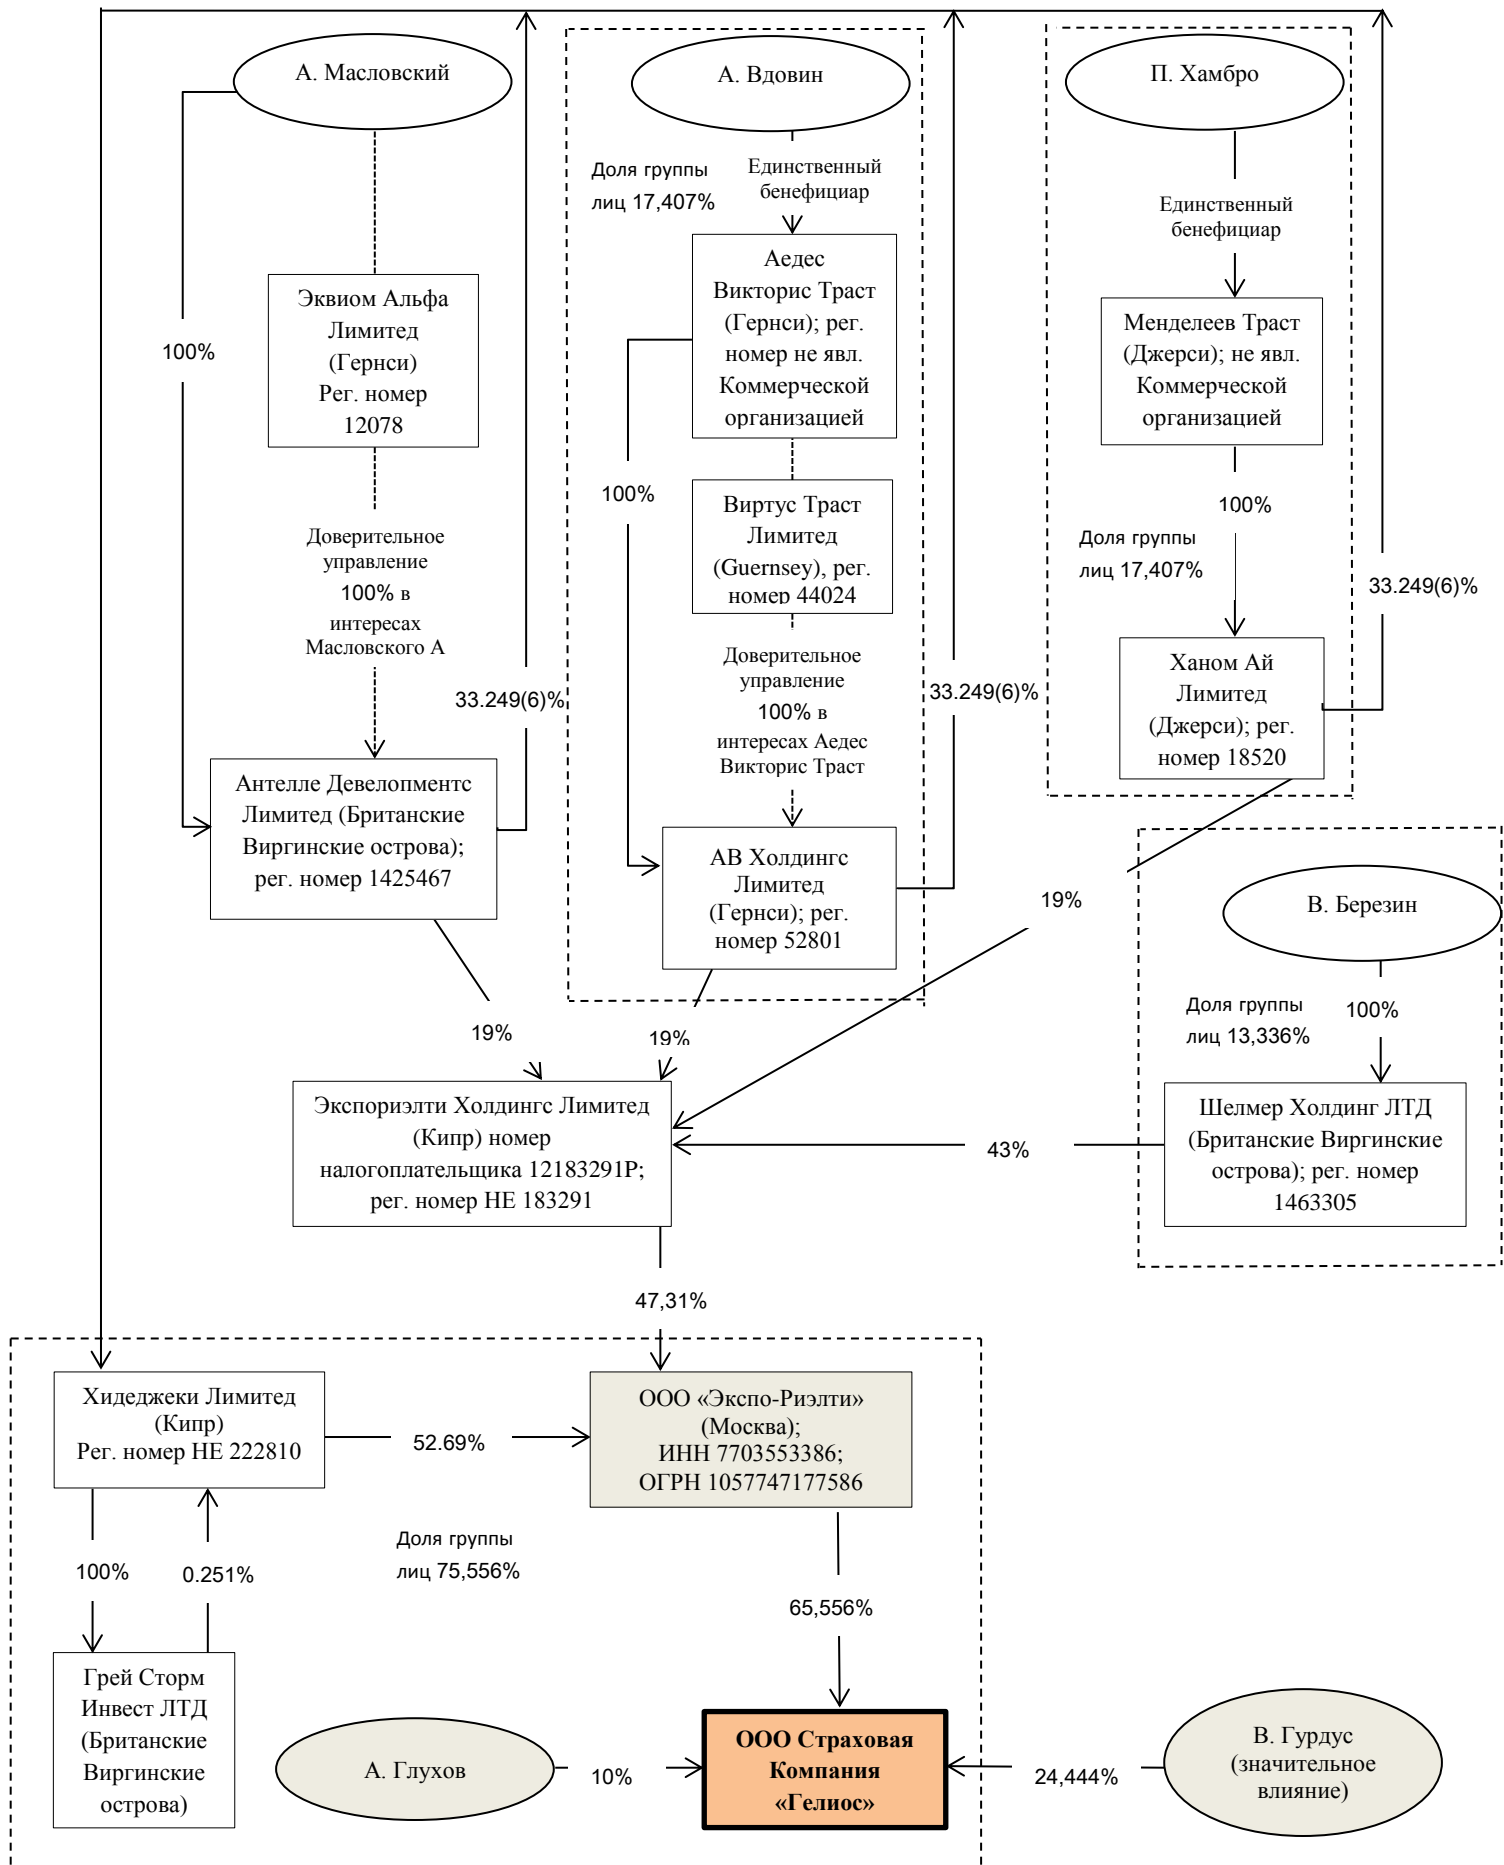 А. Масловский
А. Вдовин
П. Хамбро
Доля группы
лиц 17,407%
Единственный
бенефициар
Единственный
бенефициар
Эквиом Альфа
Лимитед
(Гернси)
Рег. номер
12078
Аедес
Викторис Траст
(Гернси); рег.
номер не явл.
Коммерческой
организацией
Менделеев Траст
(Джерси); не явл.
Коммерческой
организацией
100%
100%
Виртус Траст
Лимитед
(Guernsey), рег.
номер 44024
100%
Доля группы
лиц 17,407%
33.249(6)%
Доверительное
управление
100% в
интересах
Масловского А
Доверительное
управление
100% в
интересах Аедес
Викторис Траст
Ханом Ай
Лимитед
(Джерси); рег.
номер 18520
33.249(6)%
33.249(6)%
Антелле Девелопментс
Лимитед (Британские
Виргинские острова);
рег. номер 1425467
АВ Холдингс
Лимитед
(Гернси); рег.
номер 52801
19%
В. Березин
19%
19%
Доля группы
лиц 13,336%
100%
Экспориэлти Холдингс Лимитед
(Кипр) номер
налогоплательщика 12183291P;
рег. номер НЕ 183291
43%
Шелмер Холдинг ЛТД
(Британские Виргинские
острова); рег. номер
1463305
47,31%
Хидеджеки Лимитед
(Кипр)
Рег. номер НЕ 222810
52.69%
ООО «Экспо-Риэлти»
(Москва);
ИНН 7703553386;
ОГРН 1057747177586
100%
0.251%
Доля группы
лиц 75,556%
65,556%
Грей Сторм
Инвест ЛТД
(Британские
Виргинские
острова)
А. Глухов
10%
ООО Страховая
Компания
«Гелиос»
24,444%
В. Гурдус
(значительное
влияние)